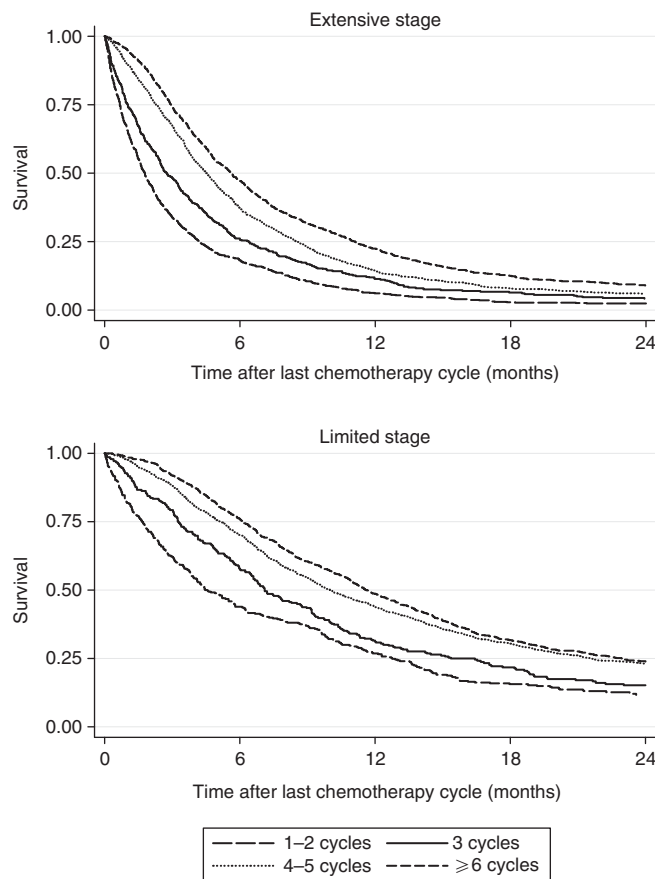 Extensive stage
1.00
0.75
0.50
0.25
0.00
Survival
0 6 12 18 24
Time after last chemotherapy cycle (months)
Limited stage
1.00
0.75
0.50
0.25
0.00
Survival
0 6 12 18 24
Time after last chemotherapy cycle (months)
1–2 cycles 3 cycles
4–5 cycles ⩾6 cycles